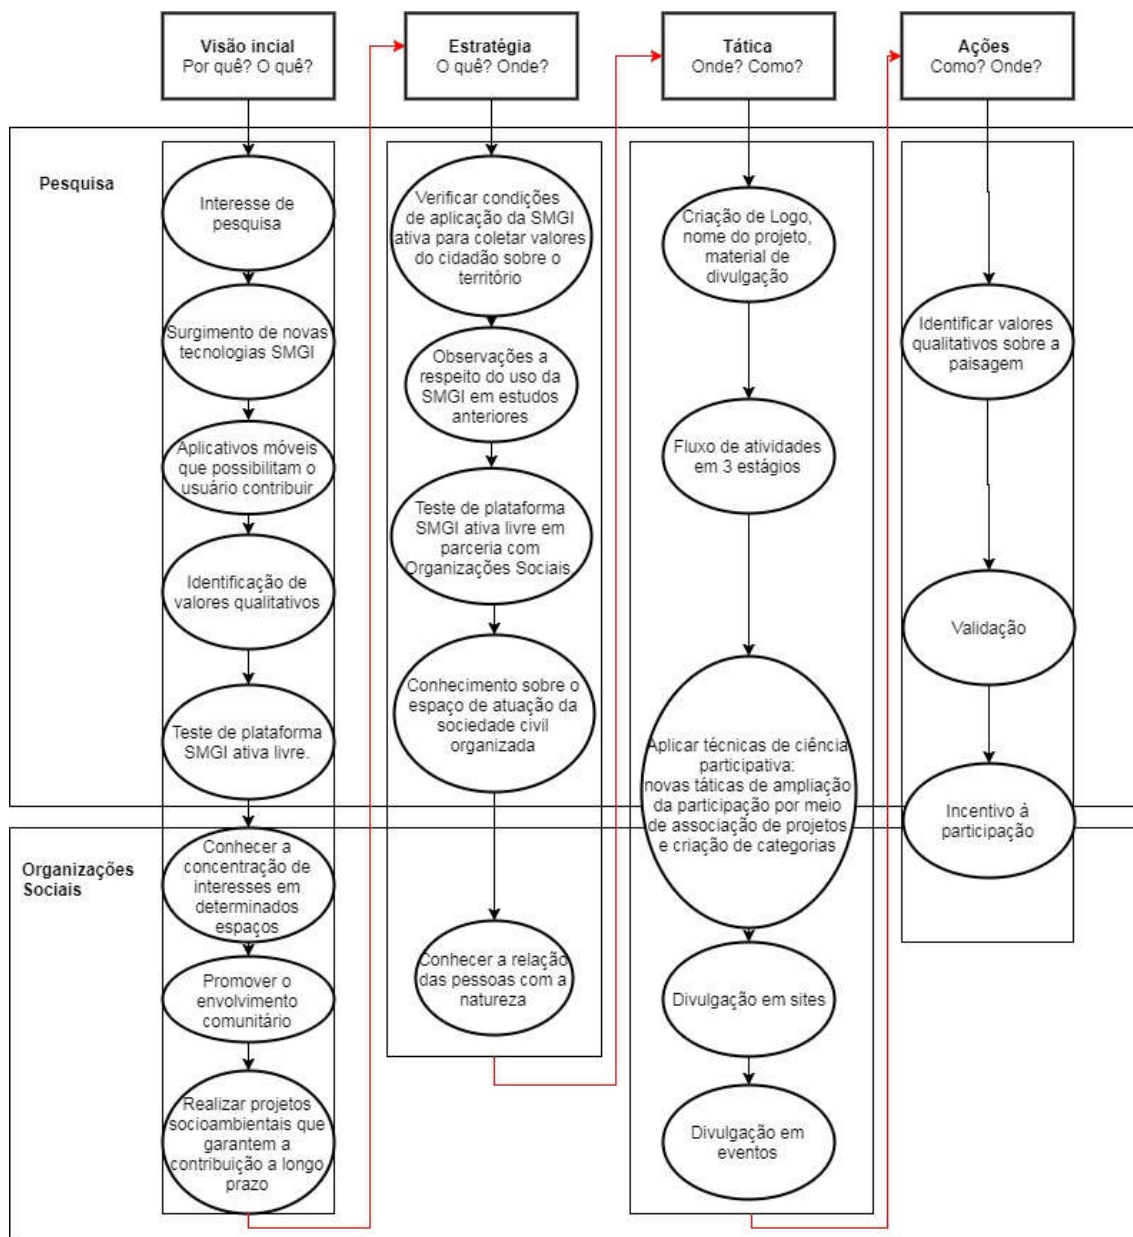 Visão incial
Por quê? O quê?
Estratégia
O quê? Onde?
Tática
Onde? Como?
Ações
Como? Onde?
Pesquisa
Interesse de
pesquisa
Surgimento de novas
tecnologias SMGI
Aplicativos móveis
que possibilitam o
usuário contribuir
Identificação de
valores qualitativos
Teste de plataforma
SMGI ativa livre.
Organizações
Sociais
Conhecer a
concentração de
interesses em
determinados
espaços
Promover o
envolvimento
comunitário
Realizar projetos
socioambientais que
garantem a
contribuição a longo
prazo
Verificar condições
de aplicação da SMGI
ativa para coletar valores
do cidadão sobre o
território
Observações a
respeito do uso da
SMGI em estudos
anteriores
Teste de plataforma
SMGI ativa livre em
parceria com
Organizações Sociais
Conhecimento sobre o
espaço de atuação da
sociedade civil
organizada
Conhecer a relação
das pessoas com a
natureza
Criação de Logo,
nome do projeto,
material de
divulgação
Fluxo de atividades
em 3 estágios
Aplicar técnicas de ciência
participativa:
novas táticas de ampliação
da participação por meio
de associação de projetos
e criação de categorias
Divulgação em sites
Divulgação em
eventos
Identificar valores
qualitativos sobre a
paisagem
Validação
Incentivo à
participação